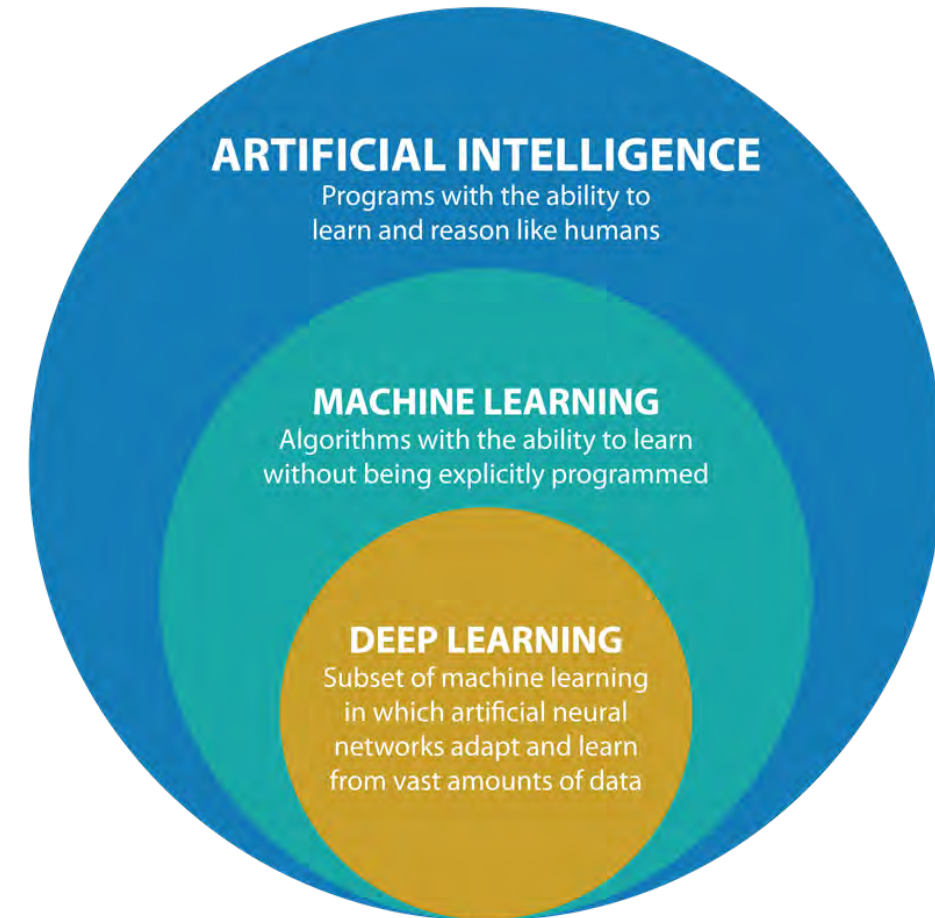 ARTIFICIAL INTELLIGENCE
Programs with the ability to
learn and reason like humans
MACHINE LEARNING
Algorithms with the ability to learn
without being explicitly programmed
DEEP LEARNING
Subset of machine learning
in which artificial neural
networks adapt and learn
from vast amounts of data